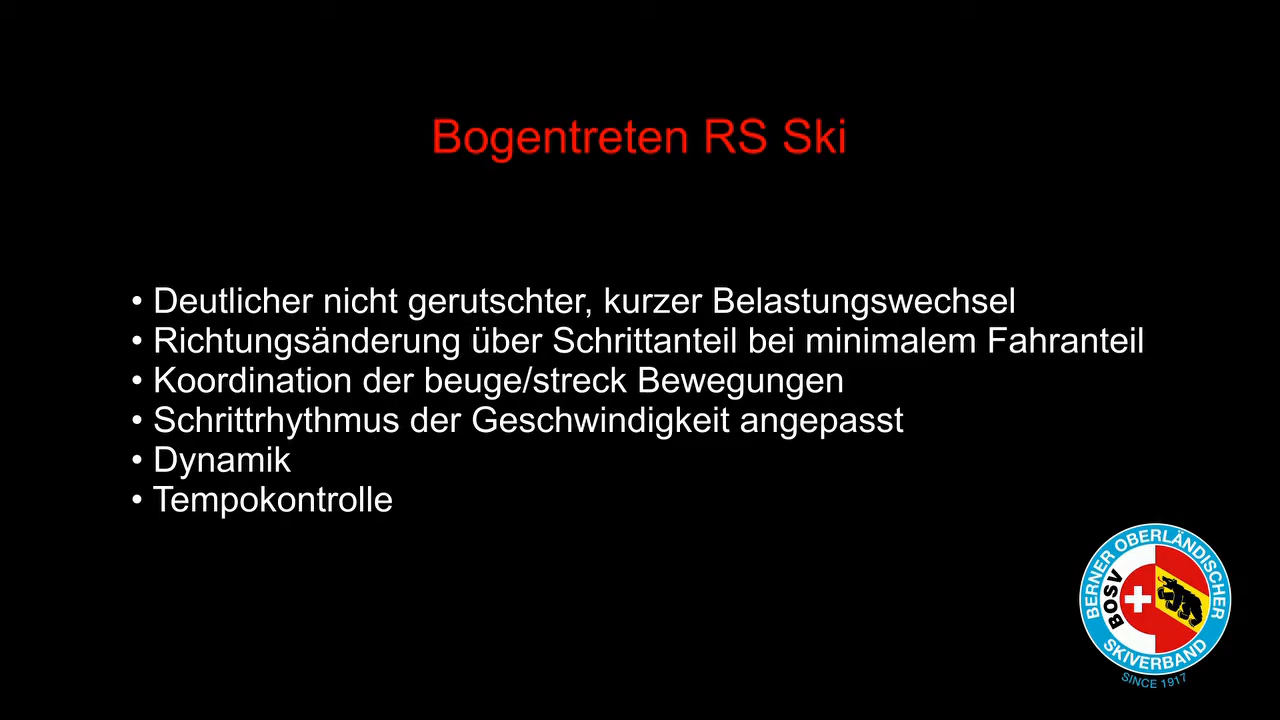 Bogentreten RS Ski
• Deutlicher nicht gerutschter, kurzer Belastungswechsel
• Richtungsänderung über Schrittanteil bei minimalem Fahranteil
• Koordination der beuge/streck Bewegungen
• Schrittrhythmus der Geschwindigkeit angepasst
• Dynamik
• Tempokontrolle
BERNER OBERLÄNDISCHER
BOSV
SKIVERBAND
SINCE 1917